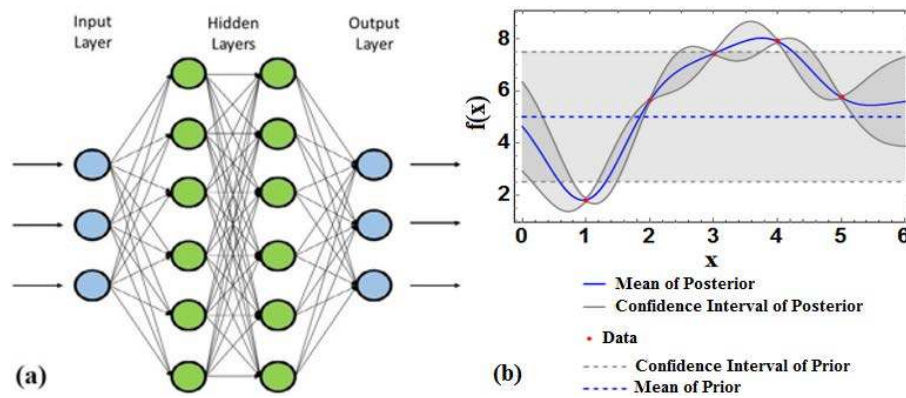 Input
Layer
Hidden
Layers
Output
Layer
(a)
f(x)
8
6
4
2
0 1 2 3 4 5 6
x
Mean of Posterior
Confidence Interval of Posterior
Data
Confidence Interval of Prior
Mean of Prior
(b)